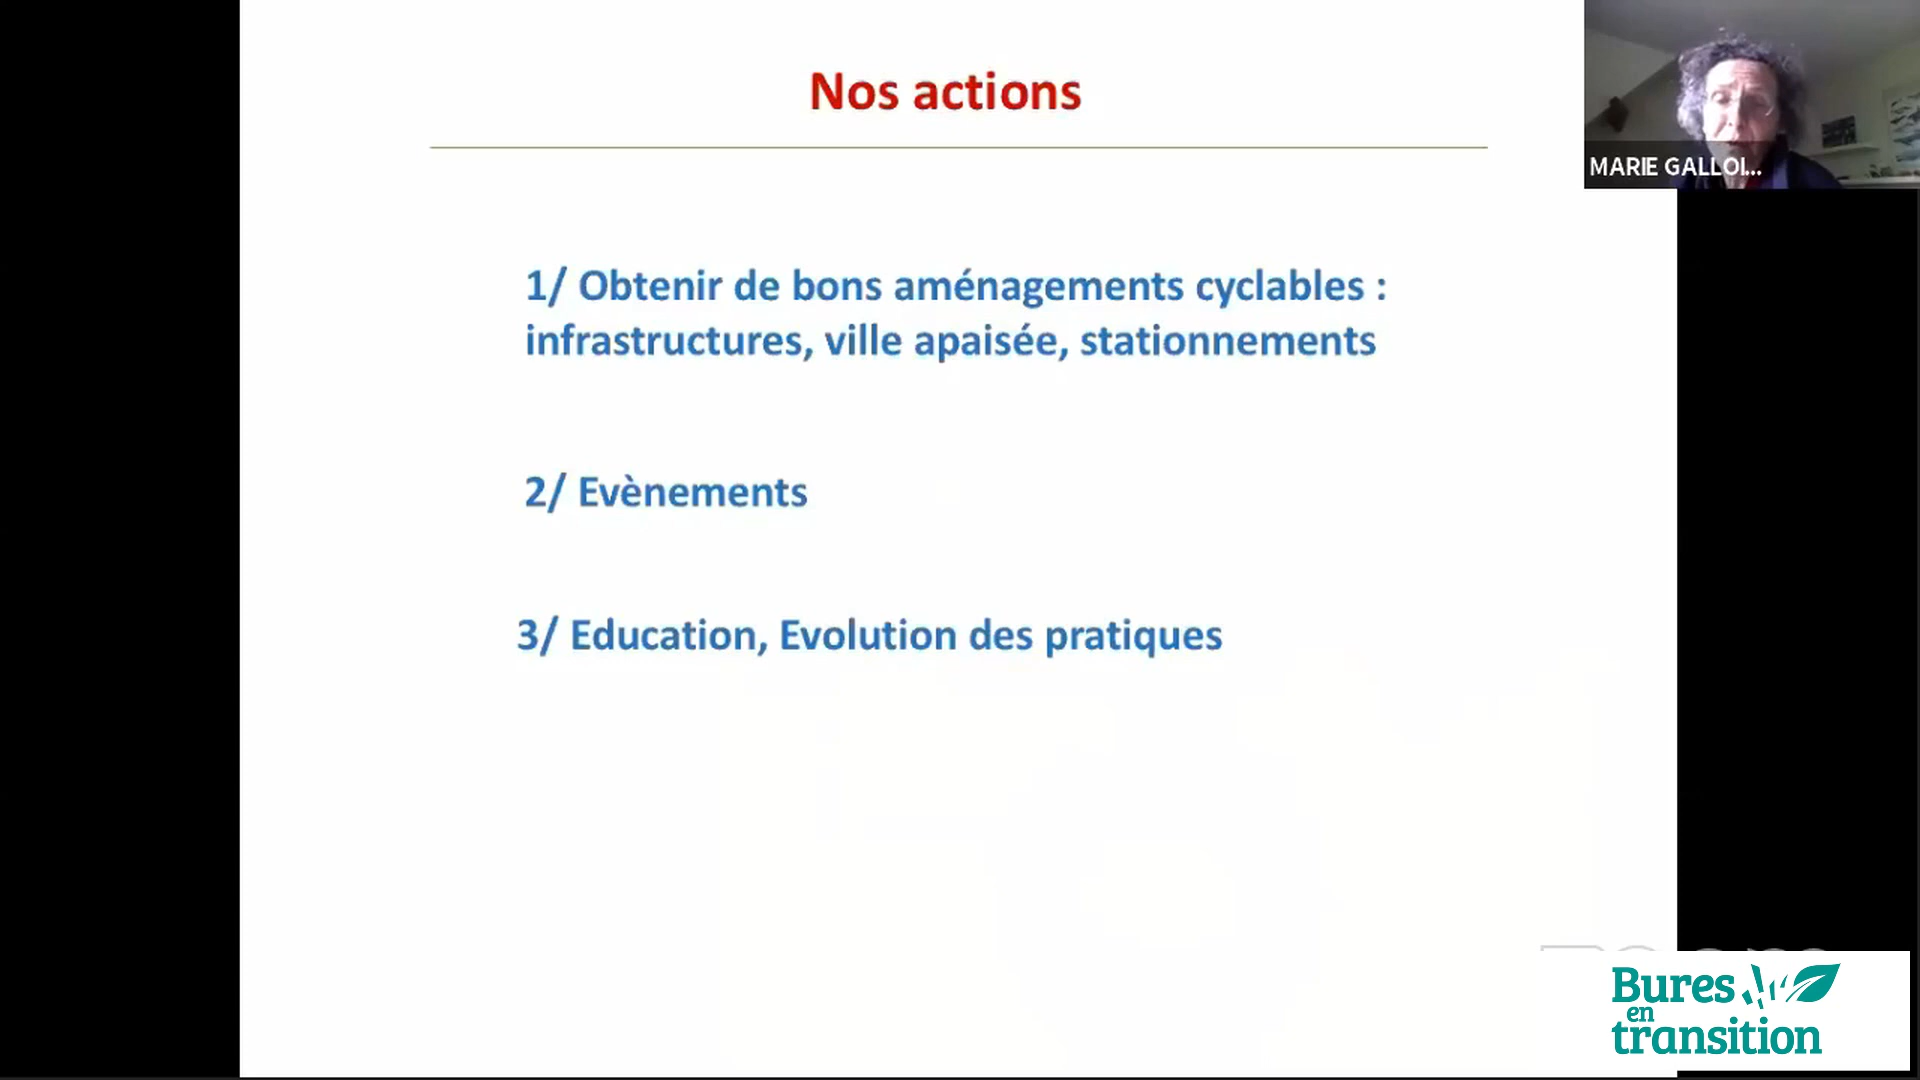 Nos actions
MARIE GALLOI...
1/ Obtenir de bons aménagements cyclables :
infrastructures, ville apaisée, stationnements
2/ Evènements
3/ Education, Evolution des pratiques
Bures
en
transition